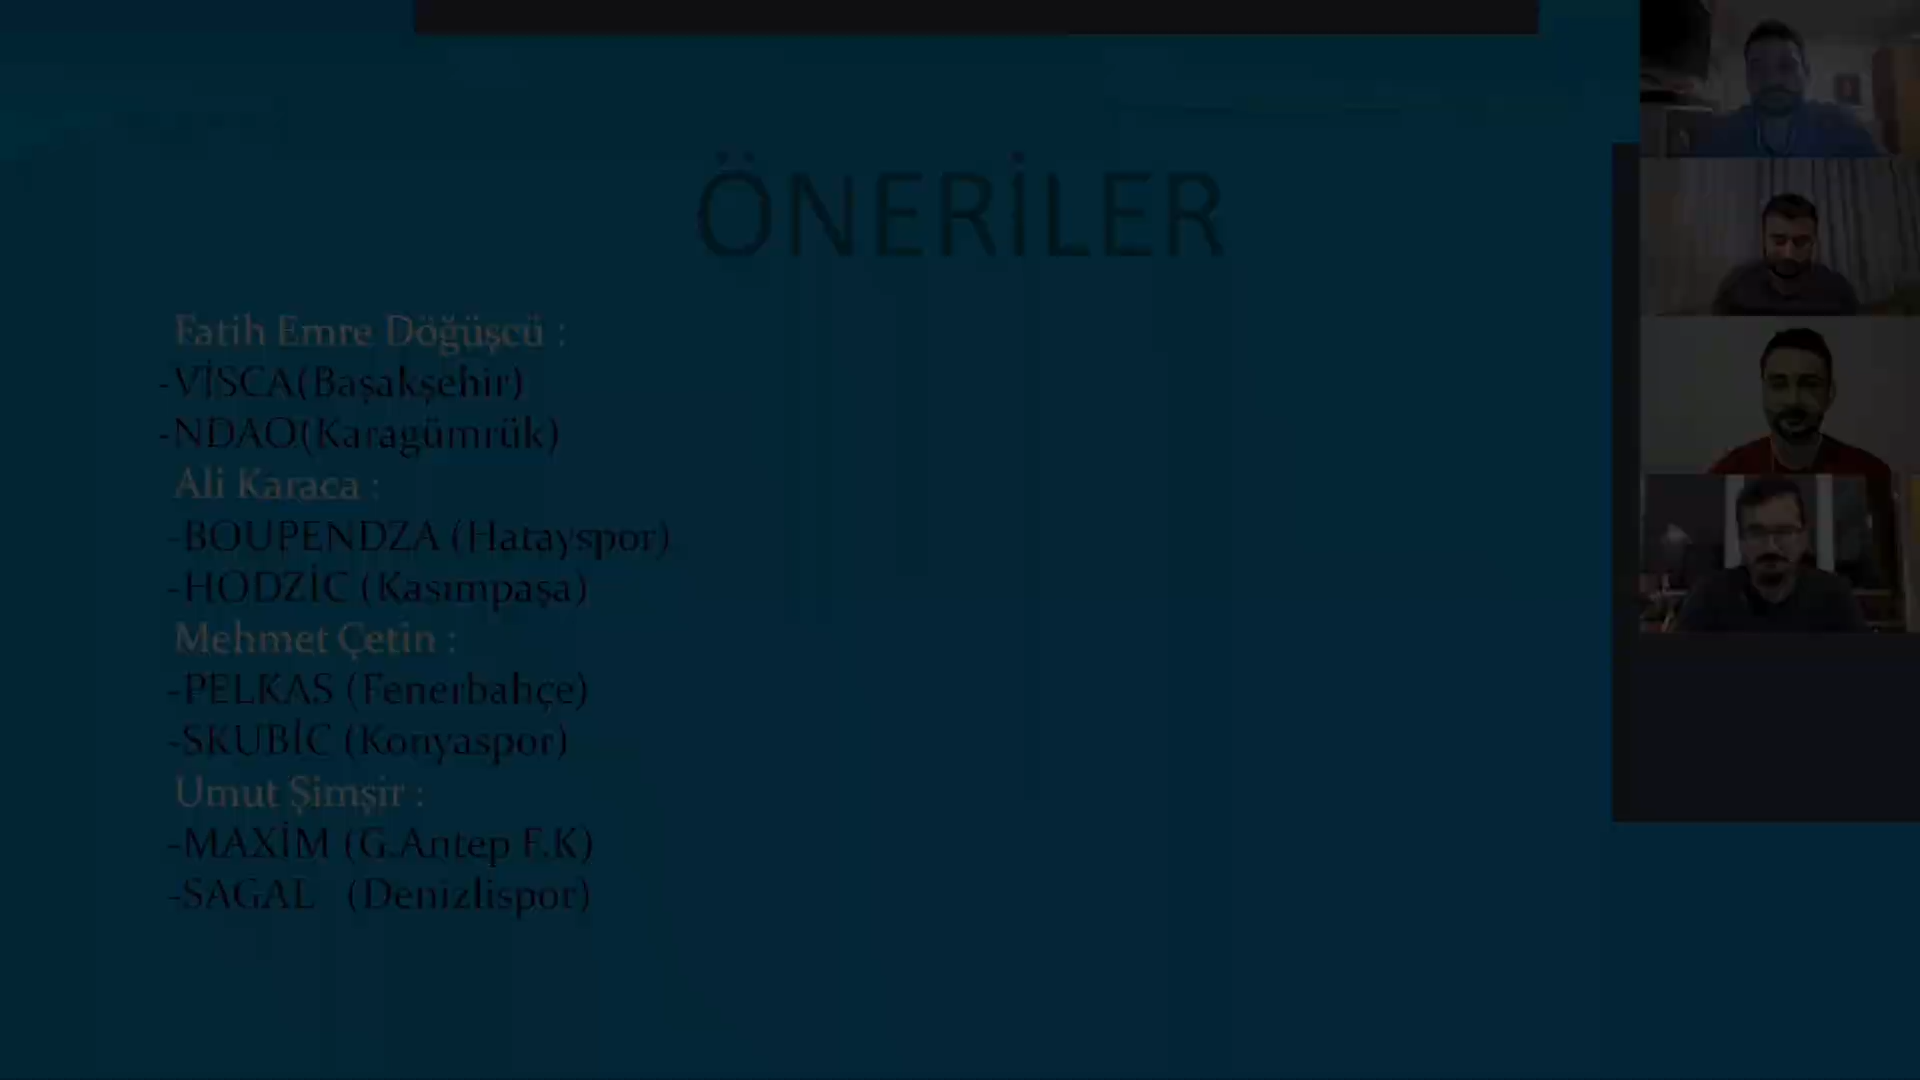 ÖNERİLER
Fatih Emre Döğüşcü :
-VİSCA(Başakşehir)
-NDAO(Karagümrük)
Ali Karaca :
-BOUPENDZA (Hatayspor)
-HODZİC (Kasımpaşa)
Mehmet Çetin :
-PELKAS (Fenerbahçe)
-SKUBİC (Konyaspor)
Umut Şimşir :
-MAXİM (G.Antep F.K)
-SAGAL (Denizlispor)